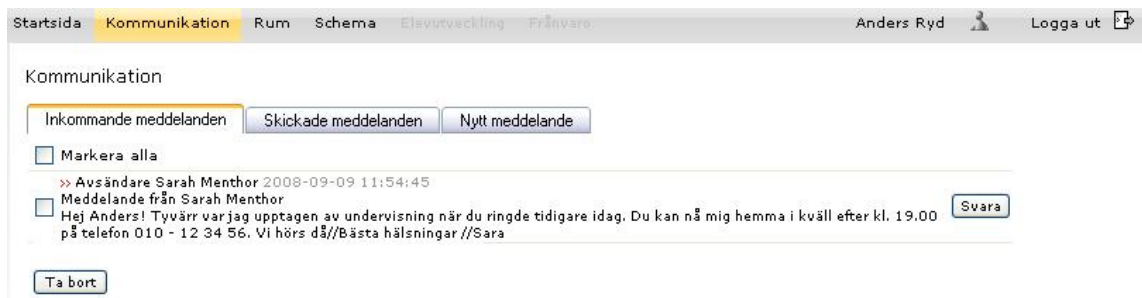 Startsida Kommunikation Rum Schema Elevutveckling Frånvaro Anders Ryd Logga ut
Kommunikation
Inkommande meddelanden Skickade meddelanden Nytt meddelande
Markera alla
>> Avsändare Sarah Menthor 2008-09-09 11:54:45
Meddelande från Sarah Menthor
Hej Anders! Tyvärr var jag upptagen av undervisning när du ringde tidigare idag. Du kan nå mig hemma i kväll efter kl. 19.00
på telefon 010 - 12 34 56. Vi hörs då//Bästa hälsningar //Sara
Svara
Ta bort